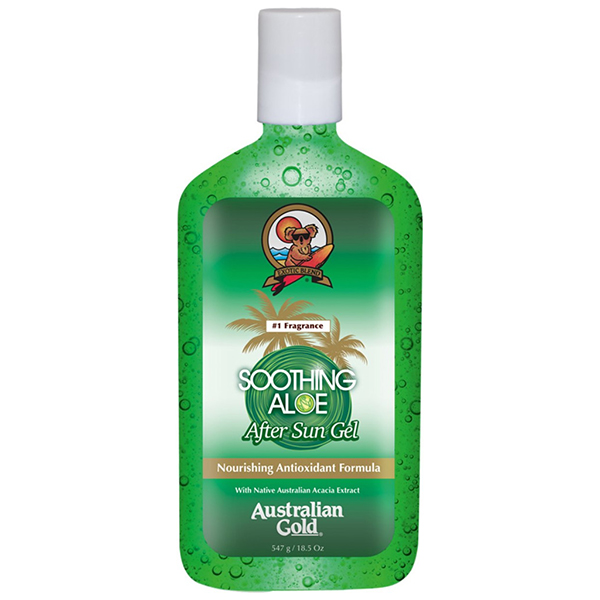 EXOTIC BLEND
#1 Fragrance
SOOTHING
ALOE
After Sun Gel
Nourishing Antioxidant Formula
With Native Australian Acacia Extract
Australian
Gold®
547 g / 18.5 Oz